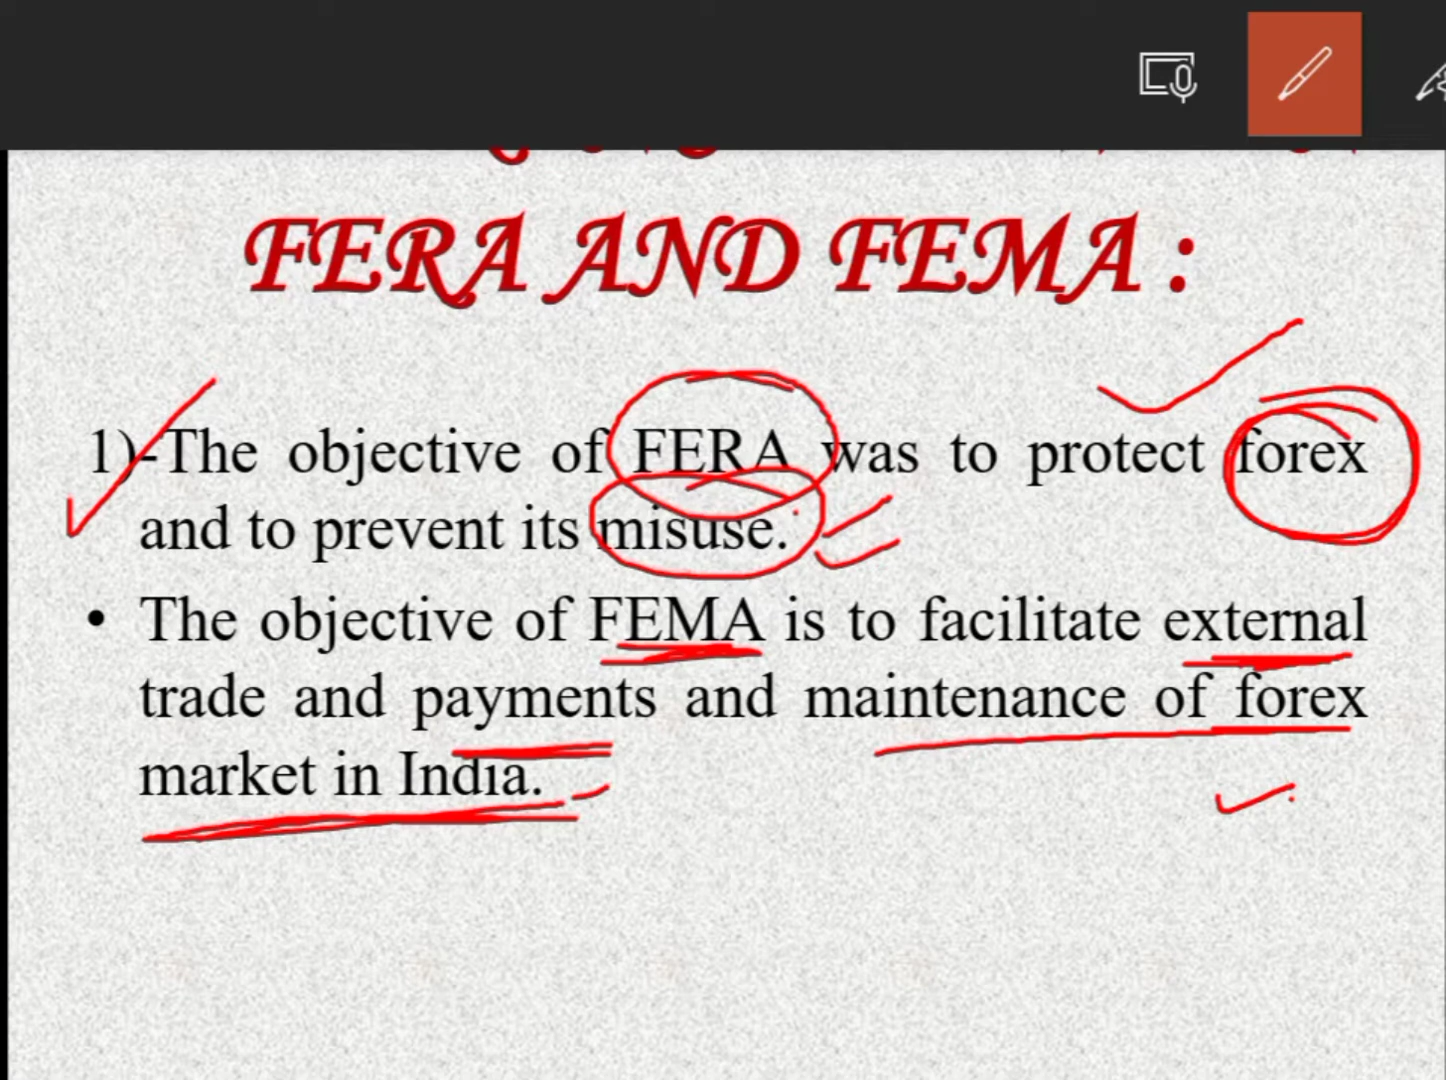 FERA AND FEMA :
1)-The objective of FERA was to protect forex
and to prevent its misuse.
• The objective of FEMA is to facilitate external
trade and payments and maintenance of forex
market in India.